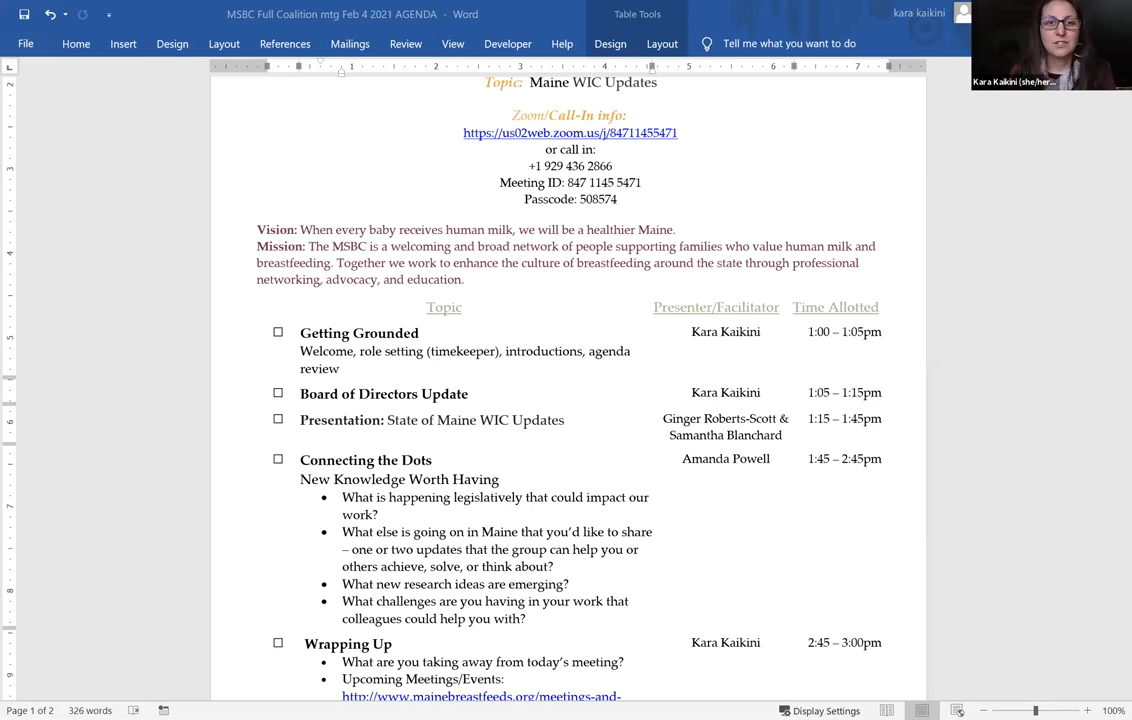 MSBC Full Coalition mtg Feb 4 2021 AGENDA - Word
Table Tools
kara kaikini
File Home Insert Design Layout References Mailings Review View Developer Help Design Layout Tell me what you want to do
Kara Kaikini (she/her...
1 2 3 4 5 6 7
Topic: Maine WIC Updates
Zoom/Call-In info:
https://us02web.zoom.us/j/84711455471
or call in:
+1 929 436 2866
Meeting ID: 847 1145 5471
Passcode: 508574
Vision: When every baby receives human milk, we will be a healthier Maine.
Mission: The MSBC is a welcoming and broad network of people supporting families who value human milk and
breastfeeding. Together we work to enhance the culture of breastfeeding around the state through professional
networking, advocacy, and education.
Topic Presenter/Facilitator Time Allotted
Getting Grounded Kara Kaikini 1:00 – 1:05pm
Welcome, role setting (timekeeper), introductions, agenda
review
Board of Directors Update Kara Kaikini 1:05 – 1:15pm
Presentation: State of Maine WIC Updates Ginger Roberts-Scott & 1:15 – 1:45pm
Samantha Blanchard
Connecting the Dots Amanda Powell 1:45 – 2:45pm
New Knowledge Worth Having
• What is happening legislatively that could impact our
work?
• What else is going on in Maine that you'd like to share
– one or two updates that the group can help you or
others achieve, solve, or think about?
• What new research ideas are emerging?
• What challenges are you having in your work that
colleagues could help you with?
Wrapping Up Kara Kaikini 2:45 – 3:00pm
• What are you taking away from today's meeting?
• Upcoming Meetings/Events:
http://www.mainebreastfeeds.org/meetings-and-
Page 1 of 2 326 words Display Settings 100%